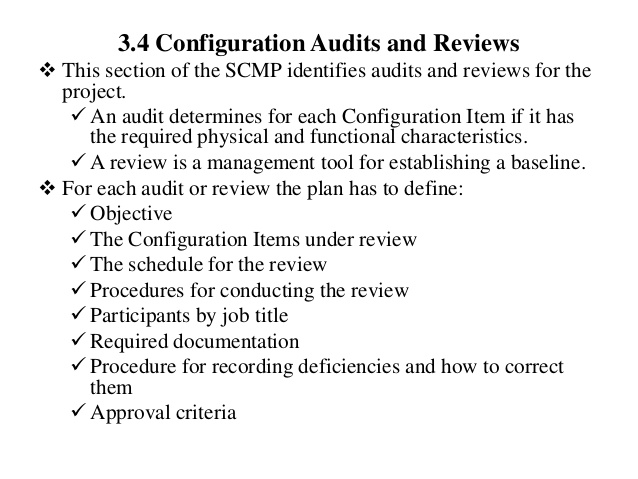 3.4 Configuration Audits and Reviews
❖ This section of the SCMP identifies audits and reviews for the
project.
✓ An audit determines for each Configuration Item if it has
the required physical and functional characteristics.
✓ A review is a management tool for establishing a baseline.
❖ For each audit or review the plan has to define:
✓ Objective
✓ The Configuration Items under review
✓ The schedule for the review
✓ Procedures for conducting the review
✓ Participants by job title
✓ Required documentation
✓ Procedure for recording deficiencies and how to correct
them
✓ Approval criteria